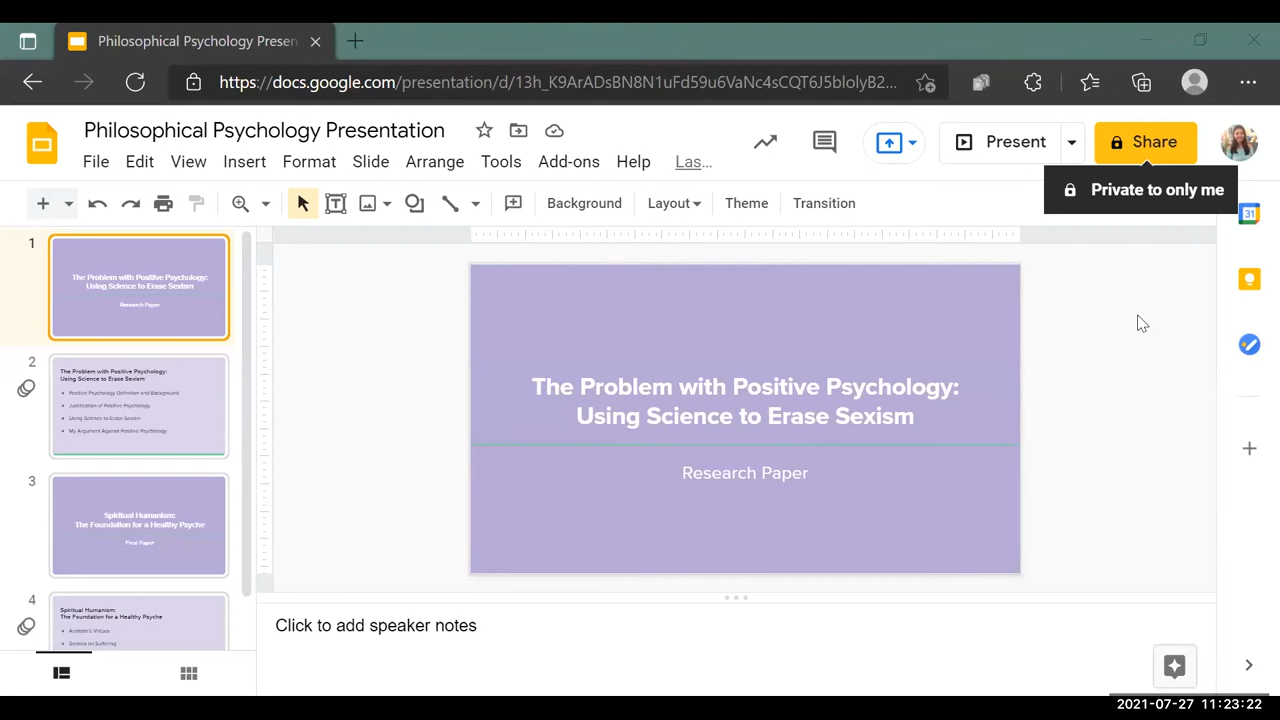 Philosophical Psychology Presen
https://docs.google.com/presentation/d/13h_K9ArADsBN8N1uFd59u6VaNc4sCQT6J5blolyB2...
Philosophical Psychology Presentation
File Edit View Insert Format Slide Arrange Tools Add-ons Help Las...
Present
Share
Private to only me
Background Layout Theme Transition
31
1
The Problem with Positive Psychology:
Using Science to Erase Sexism
Research Paper
2
The Problem with Positive Psychology:
Using Science to Erase Sexism
• Positive Psychology Definition and Background
• Justification of Positive Psychology
• Using Science to Erase Sexism
• My Argument Against Positive Psychology
3
Spiritual Humanism:
The Foundation for a Healthy Psyche
Final Paper
4
Spiritual Humanism:
The Foundation for a Healthy Psyche
• Aristotle's Virtues
The Problem with Positive Psychology:
Using Science to Erase Sexism
Research Paper
Click to add speaker notes
2021-07-27 11:23:22